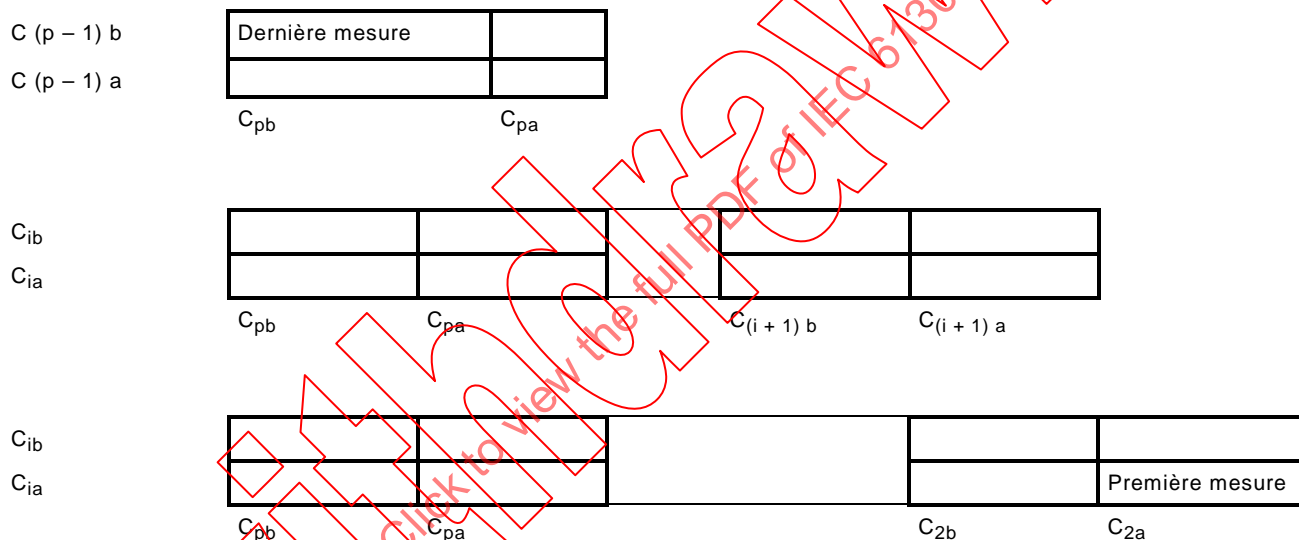 C (p – 1) b Dernière mesure
C (p – 1) a
Cpb Cpa
Cib
Cia
Cpb Cpa C(i + 1) b C(i + 1) a
Cib
Cia Première mesure
Cpb Cpa C2b C2a
Click to view the full PDF of IEC 6130